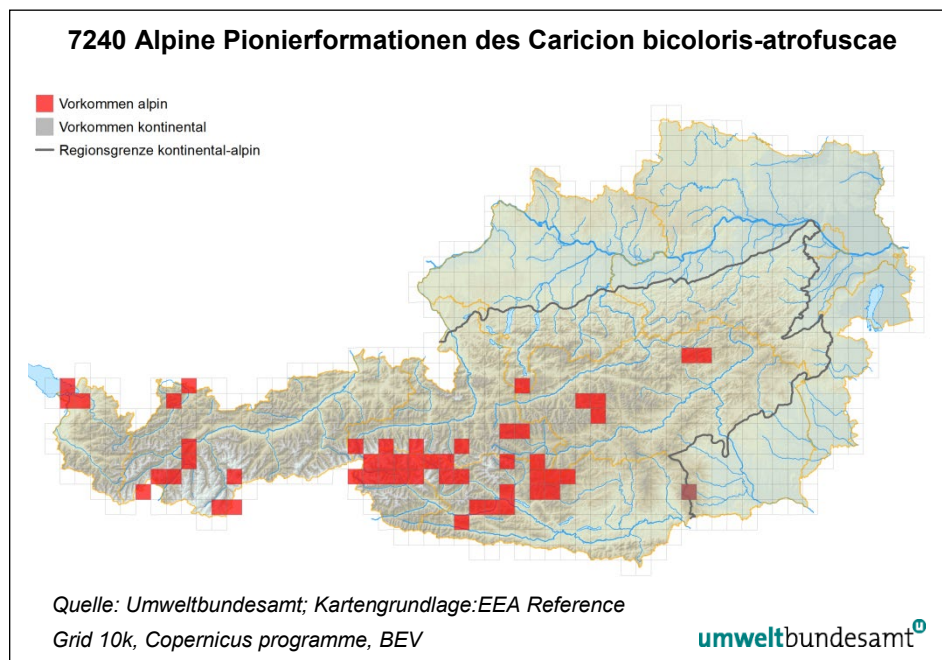 7240 Alpine Pionierformationen des Caricion bicoloris-atrofuscae
Vorkommen alpin
Vorkommen kontinental
Regionsgrenze kontinental-alpin
Quelle: Umweltbundesamt; Kartengrundlage:EEA Reference
Grid 10k, Copernicus programme, BEV
umweltbundesamt u